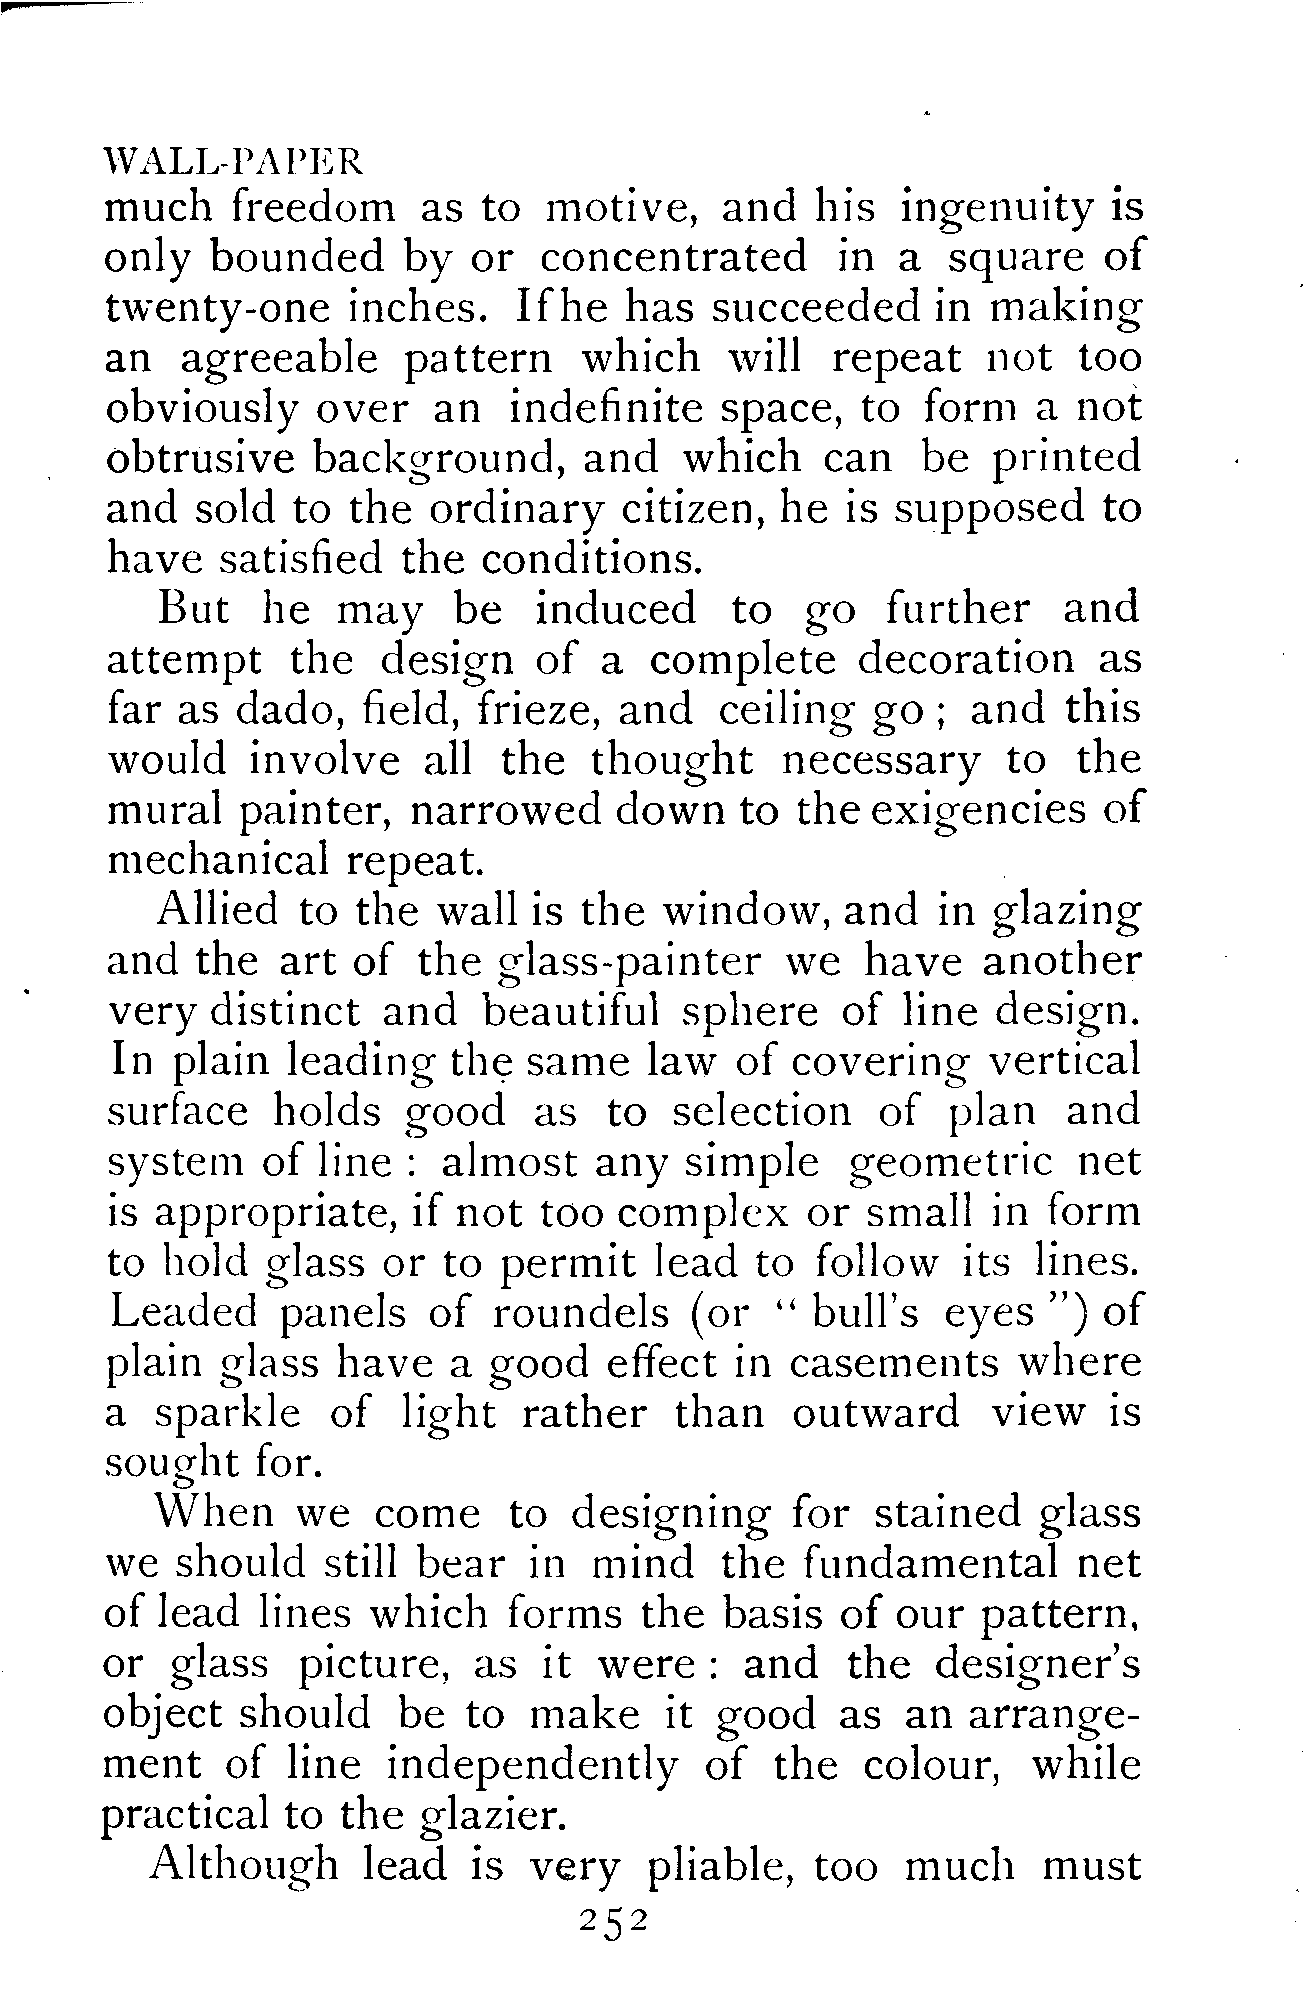 WALL-PAPER
much freedom as to motive, and his ingenuity is
only bounded by or concentrated in a square of
twenty-one inches. If he has succeeded in making
an agreeable pattern which will repeat not too
obviously over an indefinite space, to form a not
obtrusive background, and which can be printed
and sold to the ordinary citizen, he is supposed to
have satisfied the conditions.
But he may be induced to go further and
attempt the design of a complete decoration as
far as dado, field, frieze, and ceiling go ; and this
would involve all the thought necessary to the
mural painter, narrowed down to the exigencies of
mechanical repeat.
Allied to the wall is the window, and in glazing
and the art of the glass-painter we have another
very distinct and beautiful sphere of line design.
In plain leading the same law of covering vertical
surface holds good as to selection of plan and
system of line : almost any simple geometric net
is appropriate, if not too complex or small in form
to hold glass or to permit lead to follow its lines.
Leaded panels of roundels (or “ bull's eyes ”) of
plain glass have a good effect in casements where
a sparkle of light rather than outward view is
sought for.
When we come to designing for stained glass
we should still bear in mind the fundamental net
of lead lines which forms the basis of our pattern,
or glass picture, as it were : and the designer's
object should be to make it good as an arrange-
ment of line independently of the colour, while
practical to the glazier.
Although lead is very pliable, too much must
252